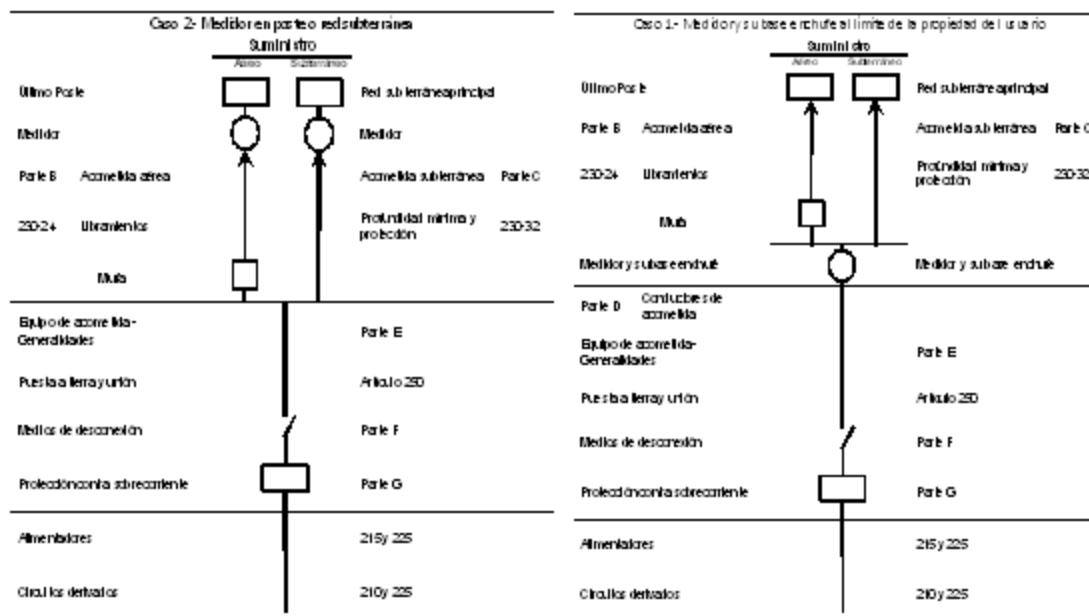 Caso 2- Medidor en poste o red subterránea
Suministro
Aéreo Subterráneo
Último Poste Red subterránea principal
Medidor Medidor
Parte B Acometida aérea Acometida subterránea Parte C
230-24 Libramientos Profundidad mínima y protección 230-32
Mufa
Equipo de acometida- Generalidades Parte E
Puesta a tierra y unión Artículo 250
Medios de desconexión Parte F
Protección contra sobrecorriente Parte G
Alimentadores 215 y 225
Circuitos derivados 210 y 225
Caso 1.- Medidor y su base enchufe al límite de la propiedad del usuario
Suministro
Aéreo Subterráneo
Último Poste Red subterránea principal
Parte B Acometida aérea Acometida subterránea Parte C
230-24 Libramientos Profundidad mínima y protección 230-32
Mufa
Medidor y su base enchufe Medidor y su base enchufe
Parte D Conductores de acometida
Equipo de acometida- Generalidades Parte E
Puesta a tierra y unión Artículo 250
Medios de desconexión Parte F
Protección contra sobrecorriente Parte G
Alimentadores 215 y 225
Circuitos derivados 210 y 225